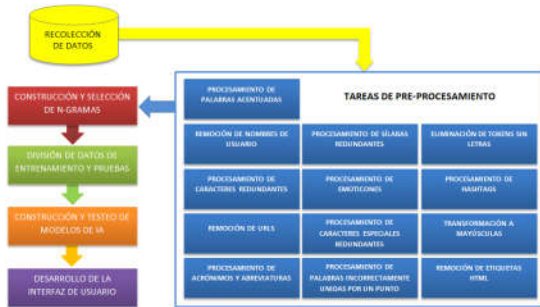 RECOLECCIÓN
DE DATOS
PROCESAMIENTO DE
PALABRAS ACENTUADAS
TAREAS DE PRE-PROCESAMIENTO
CONSTRUCCIÓN Y SELECCIÓN
DE N-GRAMAS
REMOCIÓN DE NOMBRES DE
USUARIO
PROCESAMIENTO DE SÍLABAS
REDUNDANTES
ELIMINACIÓN DE TOKENS SIN
LETRAS
DIVISIÓN DE DATOS DE
ENTRENAMIENTO Y PRUEBAS
PROCESAMIENTO DE
CARACTERES REDUNDANTES
PROCESAMIENTO DE
EMOTICONES
PROCESAMIENTO DE
HASHTAGS
CONSTRUCCIÓN Y TESTEO DE
MODELOS DE IA
REMOCIÓN DE URLS
PROCESAMIENTO DE
CARACTERES ESPECIALES
REDUNDANTES
TRANSFORMACIÓN A
MAYÚSCULAS
DESARROLLO DE LA
INTERFAZ DE USUARIO
PROCESAMIENTO DE
ACRÓNIMOS Y ABREVIATURAS
PROCESAMIENTO DE
PALABRAS INCORRECTAMENTE
UNIDAS POR UN PUNTO
REMOCIÓN DE ETIQUETAS
HTML